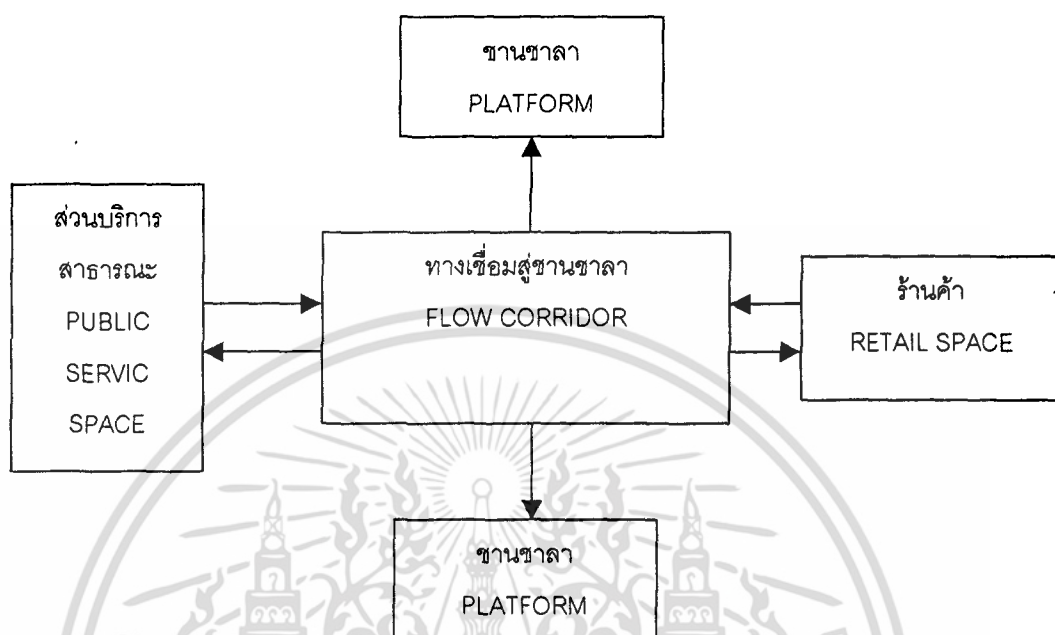 ชานชาลา
PLATFORM
ส่วนบริการ
สาธารณะ
PUBLIC
SERVIC
SPACE
ทางเชื่อมสู่ชานชาลา
FLOW CORRIDOR
ร้านค้า
RETAIL SPACE
ชานชาลา
PLATFORM